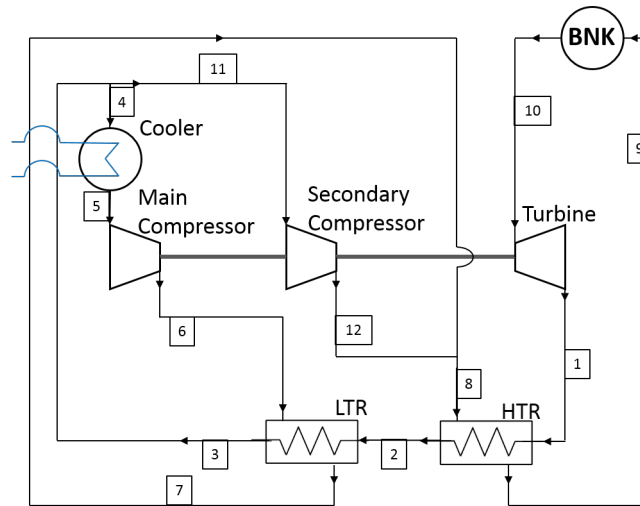 BNK
11
4
10
Cooler
9
5
Main
Compressor
Secondary
Compressor
Turbine
6
12
1
8
LTR
HTR
3
2
7